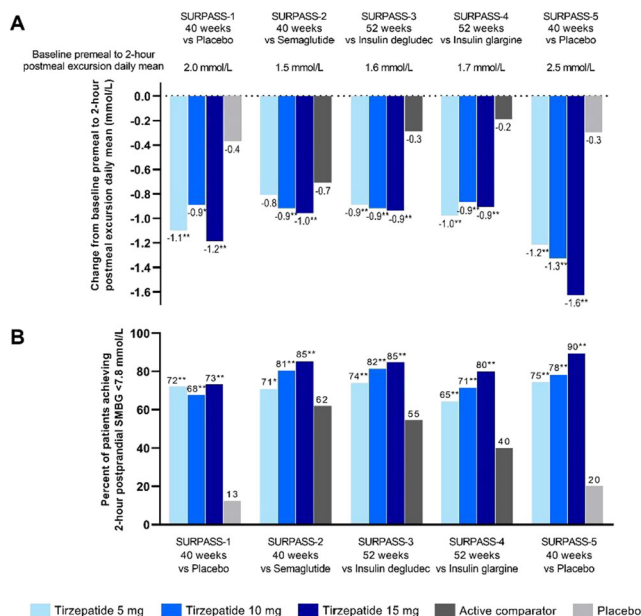 A
SURPASS-1 SURPASS-2 SURPASS-3 SURPASS-4 SURPASS-5
40 weeks 40 weeks 52 weeks 52 weeks 40 weeks
vs Placebo vs Semaglutide vs Insulin degludec vs Insulin glargine vs Placebo
Baseline premeal to 2-hour
postmeal excursion daily mean
2.0 mmol/L 1.5 mmol/L 1.6 mmol/L 1.7 mmol/L 2.5 mmol/L
Change from baseline premeal to 2-hour
postmeal excursion daily mean (mmol/L)
0.0
-0.2
-0.4
-0.6
-0.8
-1.0
-1.2
-1.4
-1.6
-1.1** -0.9* -1.2** -0.4
-0.8 -0.9** -1.0** -0.7
-0.9** -0.9** -0.9** -0.3
-1.0** -0.9** -0.9** -0.2
-1.2** -1.3** -1.6** -0.3
B
Percent of patients achieving
2-hour postprandial SMBG <7.8 mmol/L
100
80
60
40
20
0
72** 68** 73** 13
71* 81** 85** 62
74** 82** 85** 55
65** 71** 80** 40
75** 78** 90** 20
SURPASS-1 SURPASS-2 SURPASS-3 SURPASS-4 SURPASS-5
40 weeks 40 weeks 52 weeks 52 weeks 40 weeks
vs Placebo vs Semaglutide vs Insulin degludec vs Insulin glargine vs Placebo
Tirzepatide 5 mg Tirzepatide 10 mg Tirzepatide 15 mg Active comparator Placebo